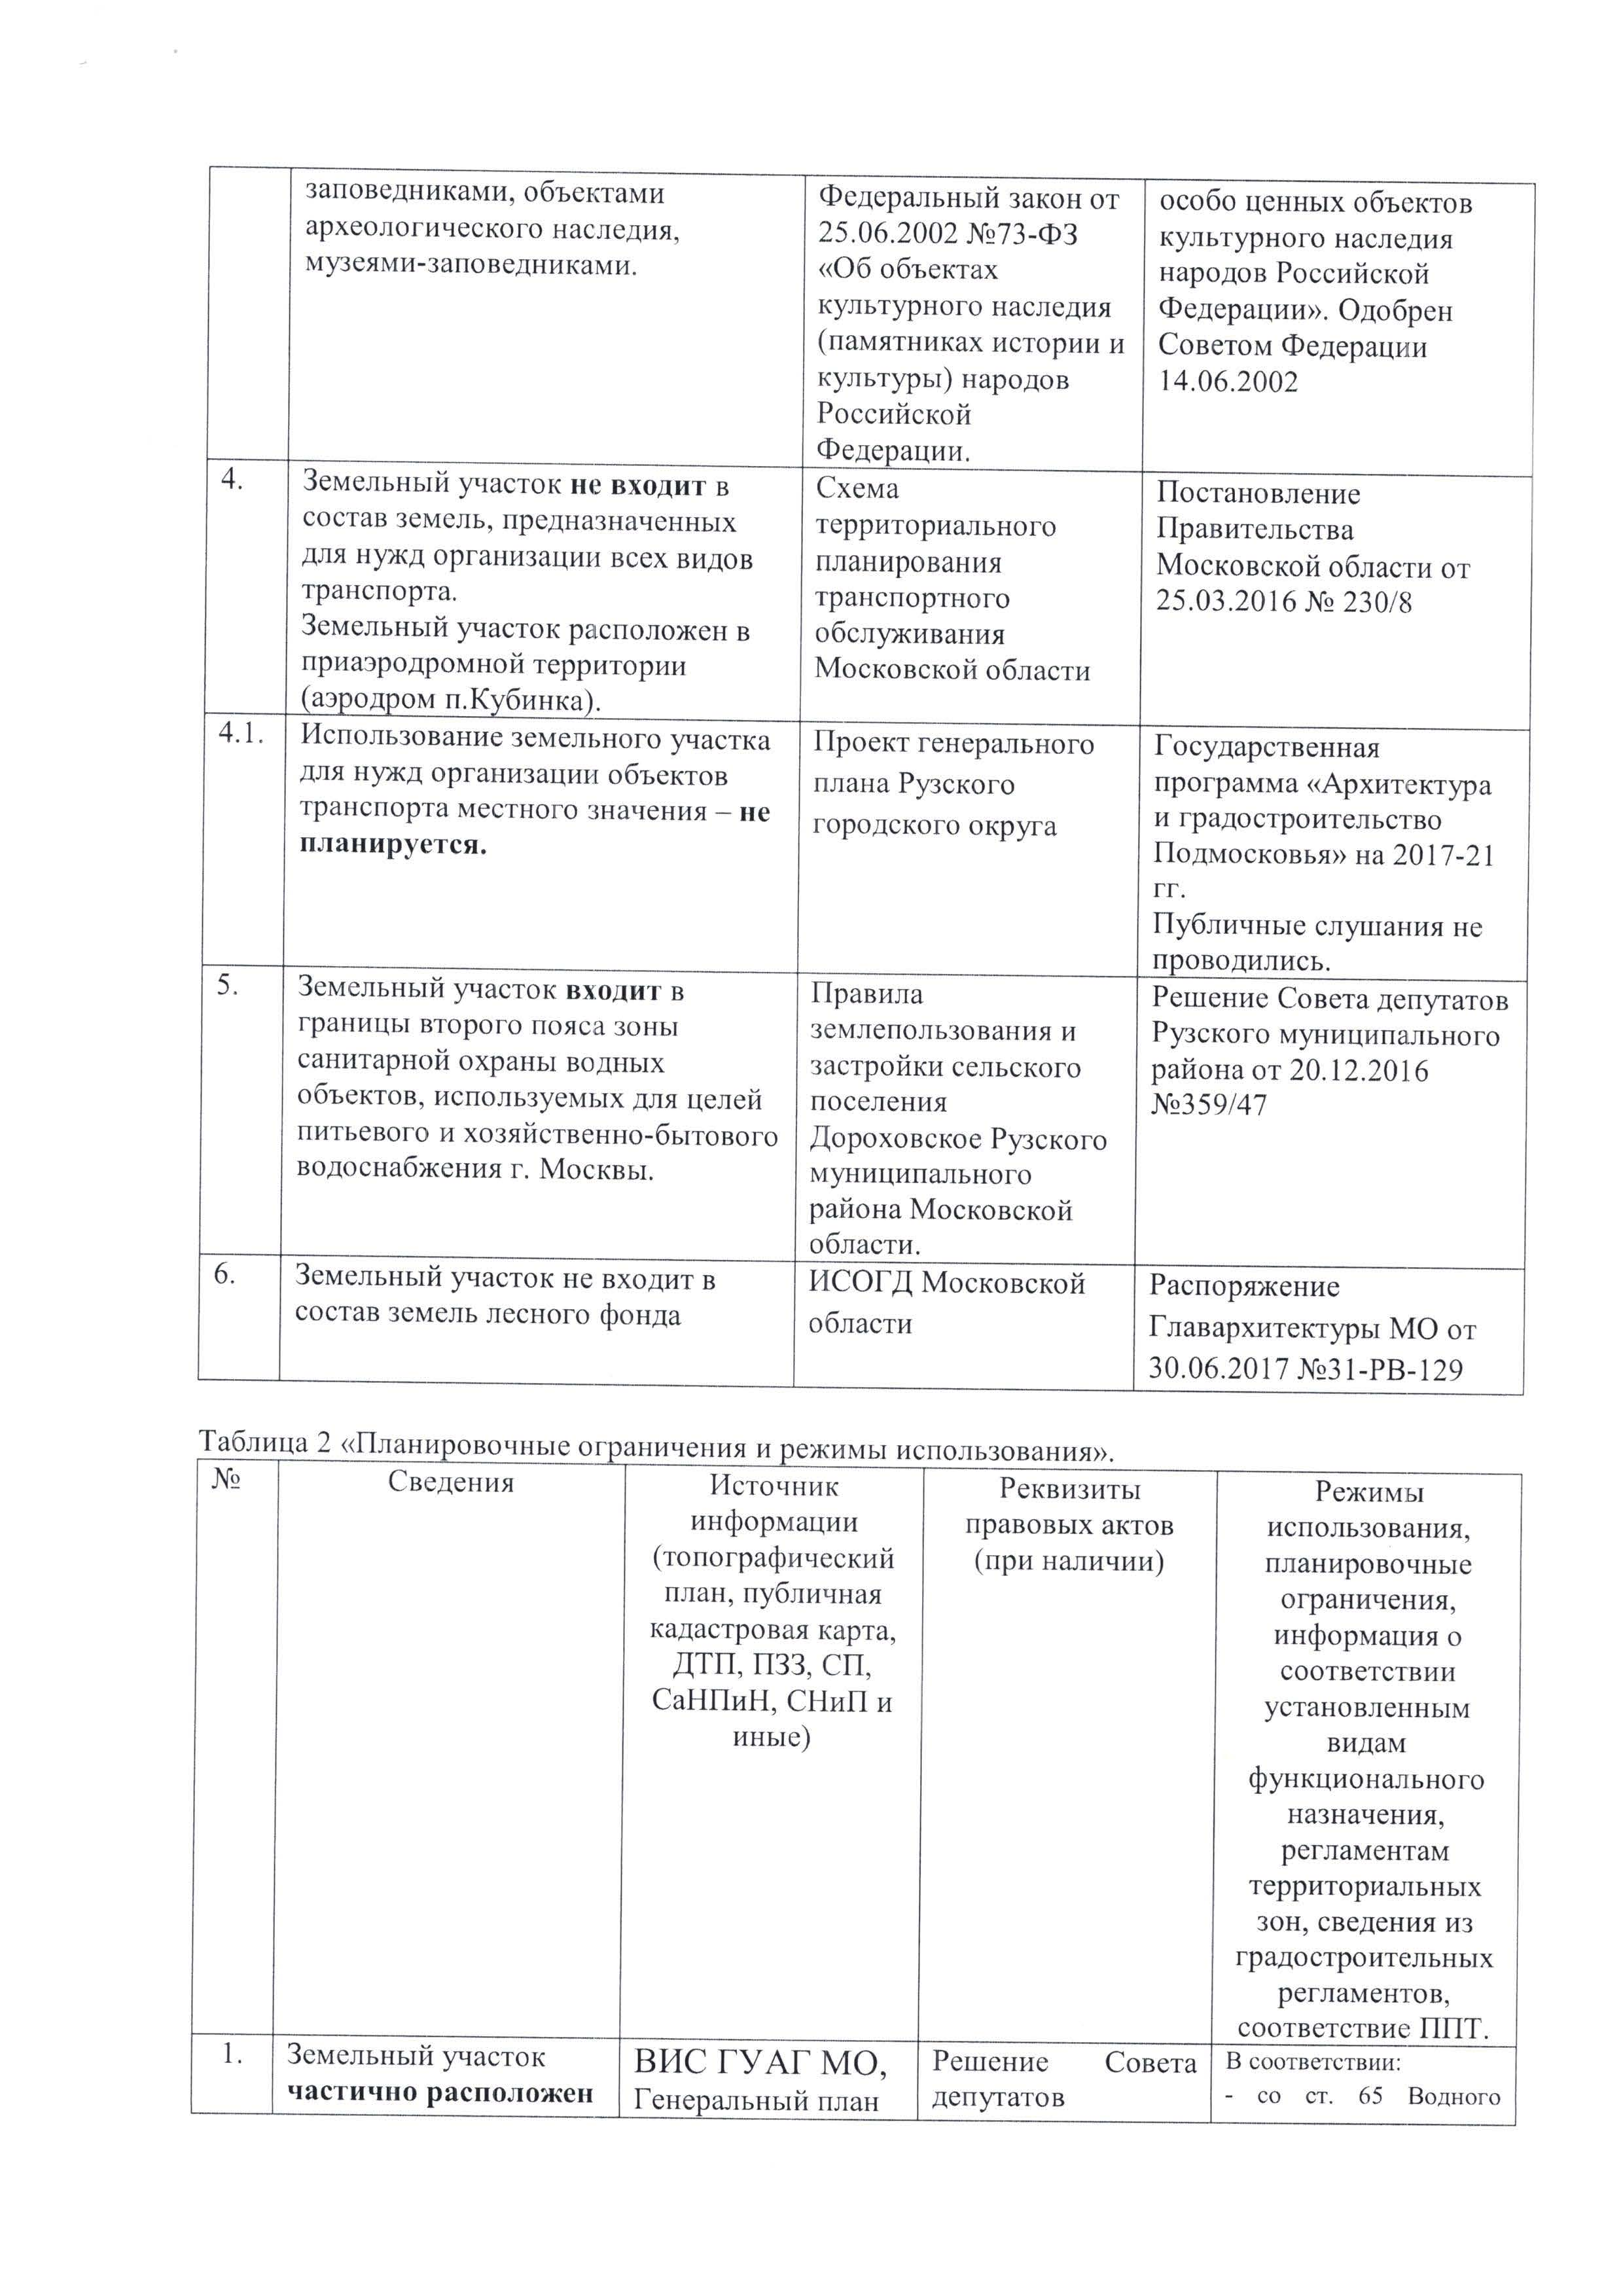 заповедниками, объектами
археологического наследия,
музеями-заповедниками.
Федеральный закон от
25.06.2002 №73-ФЗ
«Об объектах
культурного наследия
(памятниках истории и
культуры) народов
Российской
Федерации.
особо ценных объектов
культурного наследия
народов Российской
Федерации». Одобрен
Советом Федерации
14.06.2002
4.
Земельный участок не входит в
состав земель, предназначенных
для нужд организации всех видов
транспорта.
Земельный участок расположен в
приаэродромной территории
(аэродром п.Кубинка).
Схема
территориального
планирования
транспортного
обслуживания
Московской области
Постановление
Правительства
Московской области от
25.03.2016 № 230/8
4.1.
Использование земельного участка
для нужд организации объектов
транспорта местного значения – не
планируется.
Проект генерального
плана Рузского
городского округа
Государственная
программа «Архитектура
и градостроительство
Подмосковья» на 2017-21
гг.
Публичные слушания не
проводились.
5.
Земельный участок входит в
границы второго пояса зоны
санитарной охраны водных
объектов, используемых для целей
питьевого и хозяйственно-бытового
водоснабжения г. Москвы.
Правила
землепользования и
застройки сельского
поселения
Дороховское Рузского
муниципального
района Московской
области.
Решение Совета депутатов
Рузского муниципального
района от 20.12.2016
№359/47
6.
Земельный участок не входит в
состав земель лесного фонда
ИСОГД Московской
области
Распоряжение
Главархитектуры МО от
30.06.2017 №31-РВ-129
Таблица 2 «Планировочные ограничения и режимы использования».
№
Сведения
Источник
информации
(топографический
план, публичная
кадастровая карта,
ДТП, ПЗЗ, СП,
СаНПиН, СНиП и
иные)
Реквизиты
правовых актов
(при наличии)
Режимы
использования,
планировочные
ограничения,
информация о
соответствии
установленным
видам
функционального
назначения,
регламентам
территориальных
зон, сведения из
градостроительных
регламентов,
соответствие ППТ.
1.
Земельный участок
частично расположен
ВИС ГУАГ МО,
Генеральный план
Решение Совета
депутатов
В соответствии:
- со ст. 65 Водного